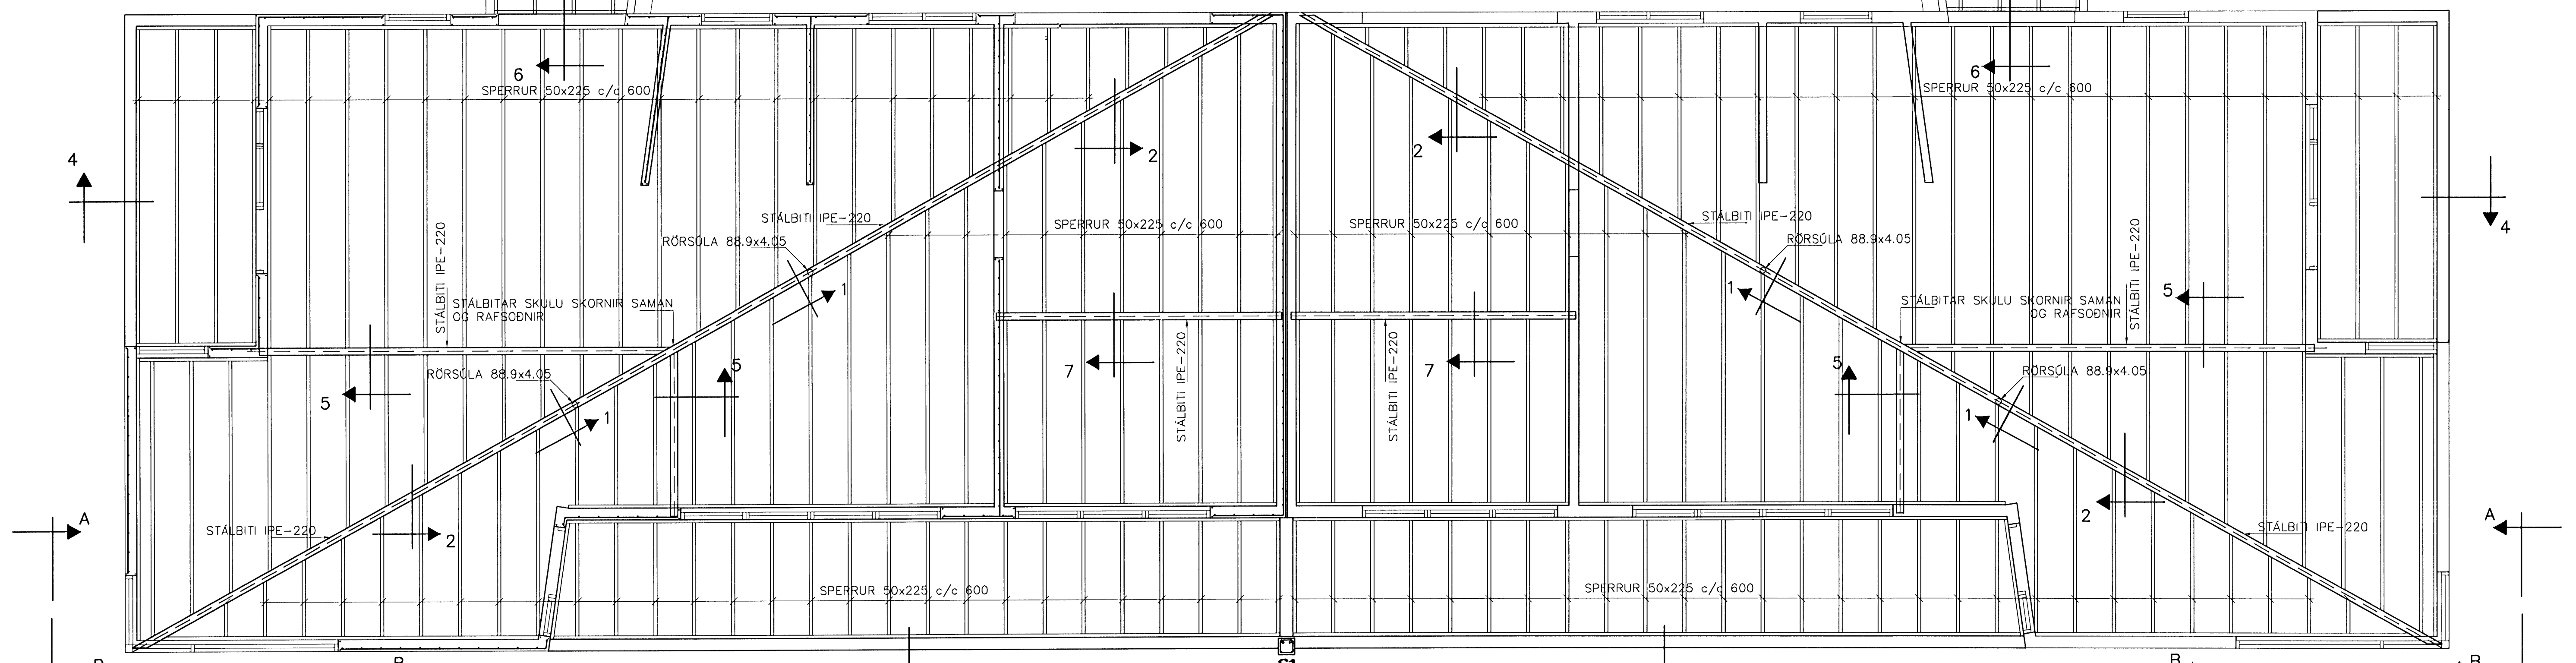 6
SPERRUR 50x225 c/c 600
6
SPERRUR 50x225 c/c 600
4
2
2
4
STÁLBITI IPE-220
RÖRSÚLA 88.9x4.05
SPERRUR 50x225 c/c 600
SPERRUR 50x225 c/c 600
STÁLBITI IPE-220
RÖRSÚLA 88.9x4.05
STÁLBITI IPE-220
STÁLBITAR SKULU SKORNIR SAMAN
OG RAFSOÐNIR
1
1
STÁLBITAR SKULU SKORNIR SAMAN
OG RAFSOÐNIR
STÁLBITI IPE-220
5
RÖRSÚLA 88.9x4.05
5
5
7
STÁLBITI IPE-220
STÁLBITI IPE-220
7
5
RÖRSÚLA 88.9x4.05
1
1
A
STÁLBITI IPE-220
2
2
STÁLBITI IPE-220
A
SPERRUR 50x225 c/c 600
SPERRUR 50x225 c/c 600